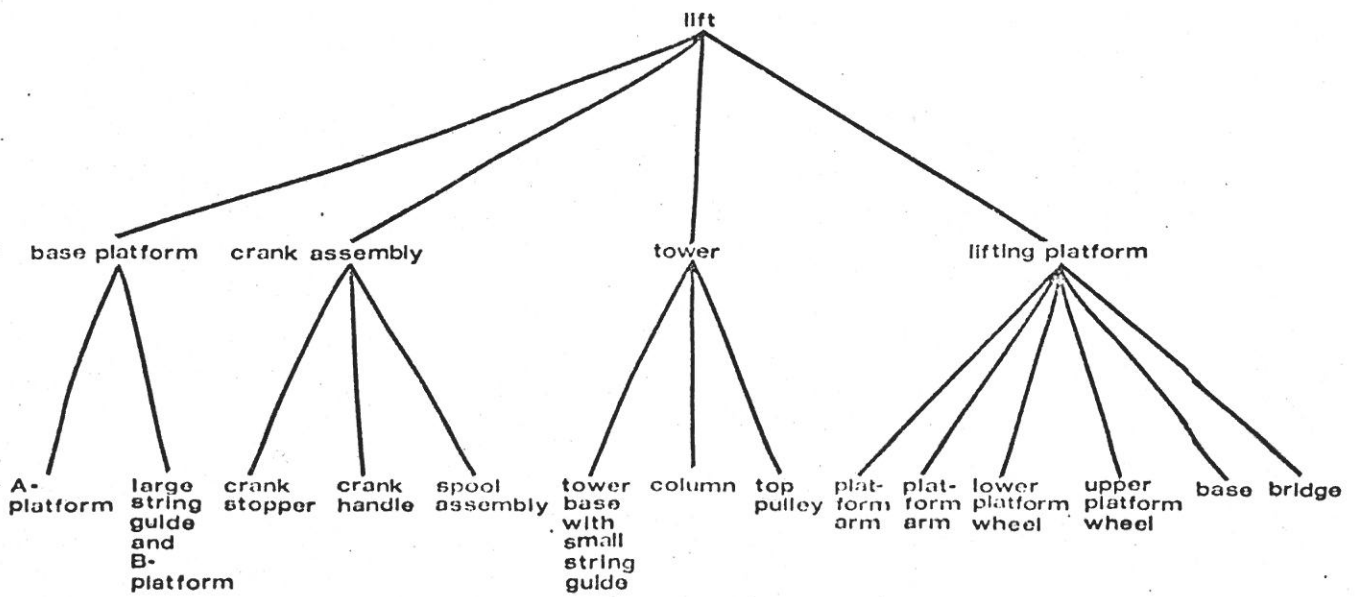 lift
base platform
crank assembly
tower
lifting platform
A-
platform
large
string
guide
and
B-
platform
crank
stopper
crank
handle
spool
assembly
tower
base
with
small
string
guide
column
top
pulley
plat-
form
arm
plat-
form
arm
lower
platform
wheel
upper
platform
wheel
base
bridge